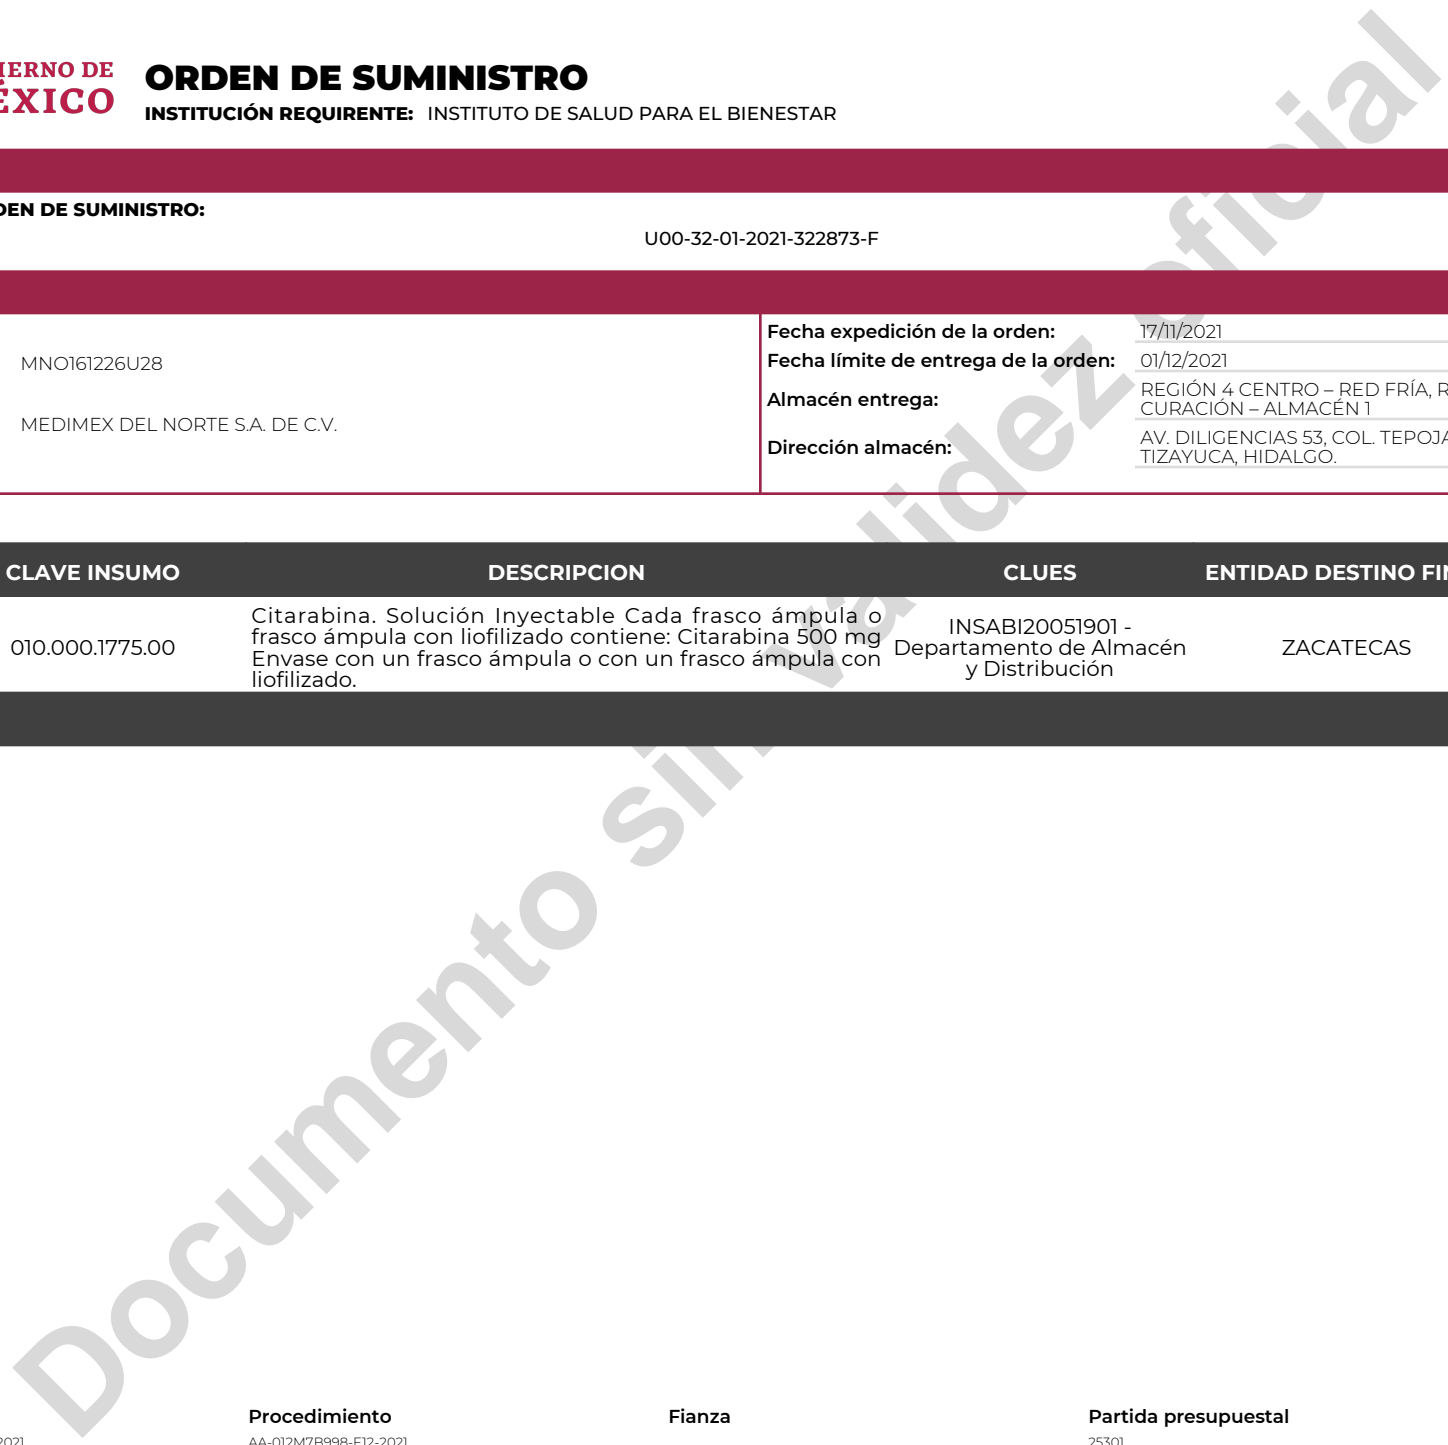 IERNO DE
ÉXICO
ORDEN DE SUMINISTRO
INSTITUCIÓN REQUIRENTE: INSTITUTO DE SALUD PARA EL BIENESTAR
DEN DE SUMINISTRO:
U00-32-01-2021-322873-F
MNO161226U28
MEDIMEX DEL NORTE S.A. DE C.V.
Fecha expedición de la orden: 17/11/2021
Fecha límite de entrega de la orden: 01/12/2021
Almacén entrega: REGIÓN 4 CENTRO – RED FRÍA, R
CURACIÓN – ALMACÉN 1
Dirección almacén: AV. DILIGENCIAS 53, COL. TEPOJA
TIZAYUCA, HIDALGO.
CLAVE INSUMO DESCRIPCION CLUES ENTIDAD DESTINO FIN
010.000.1775.00
Citarabina. Solución Inyectable Cada frasco ámpula o
frasco ámpula con liofilizado contiene: Citarabina 500 mg
Envase con un frasco ámpula o con un frasco ámpula con
liofilizado.
INSABI20051901 -
Departamento de Almacén
y Distribución
ZACATECAS
Documento sin validez oficial
Procedimiento Fianza Partida presupuestal
2021 AA-012M7B998-E12-2021 25301